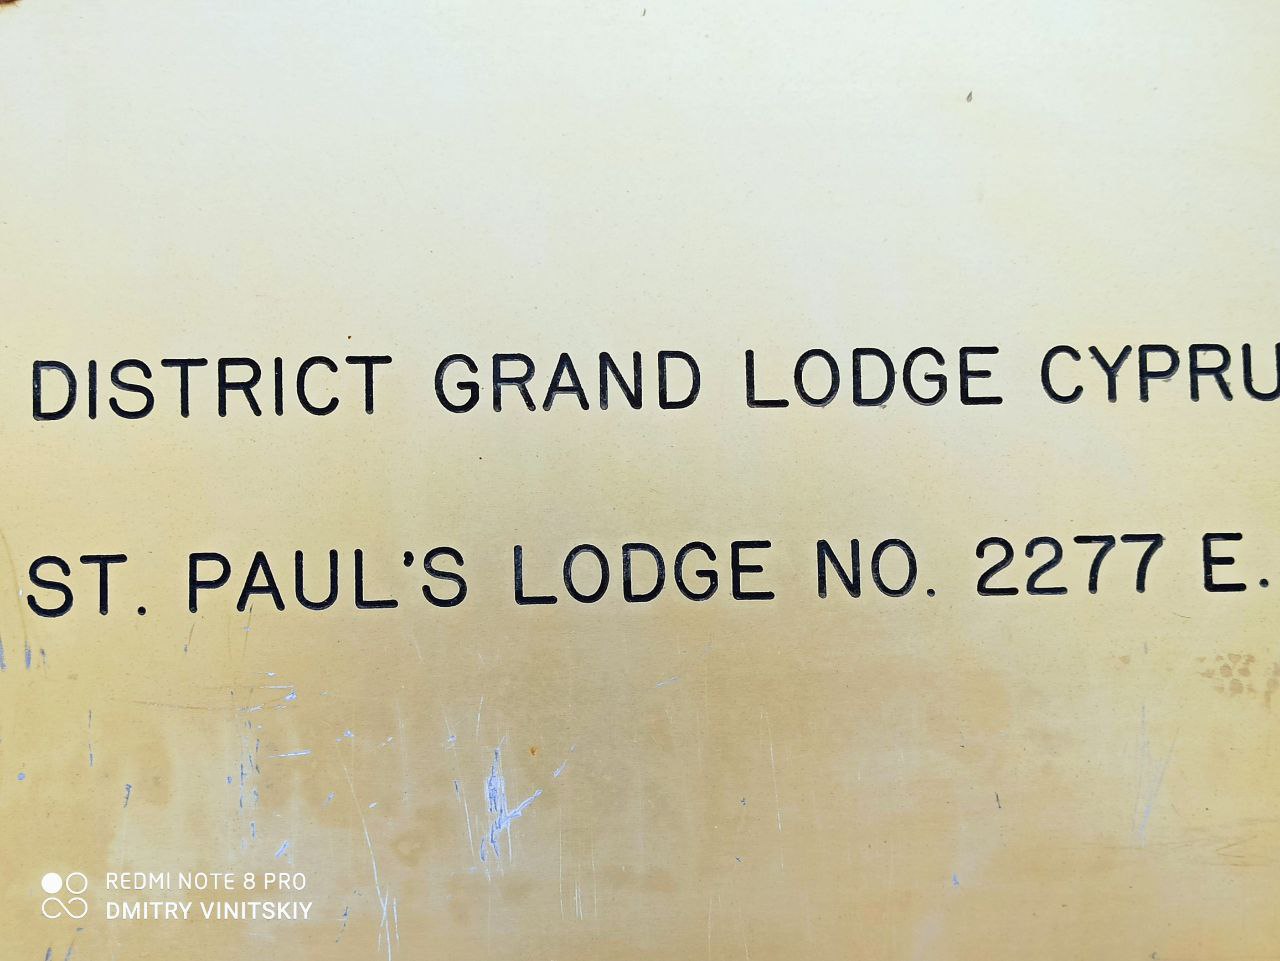 DISTRICT GRAND LODGE CYPRU
ST. PAUL'S LODGE NO. 2277 E.
REDMI NOTE 8 PRO
DMITRY VINITSKIY